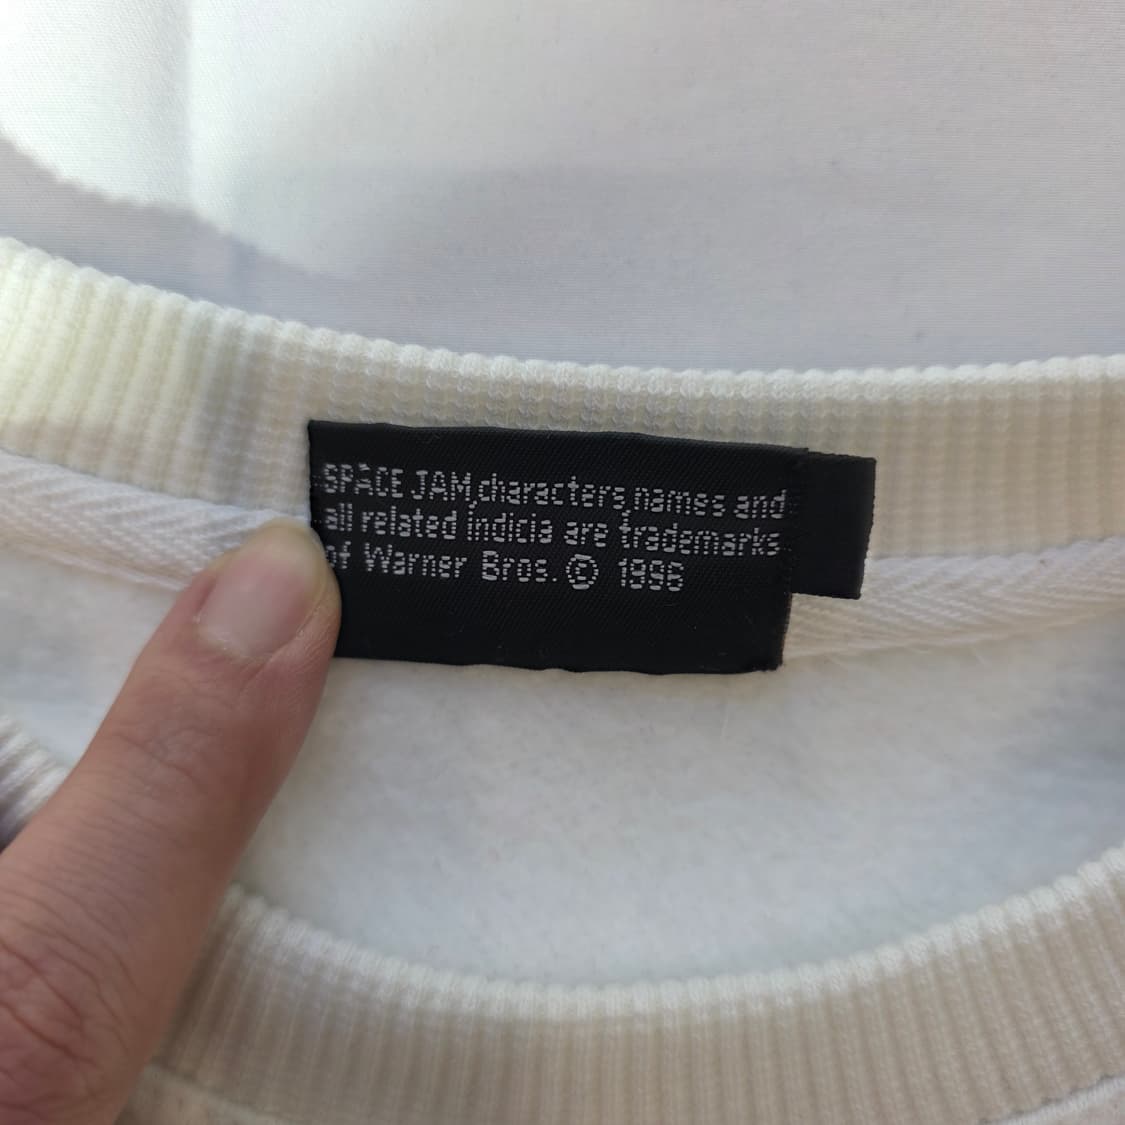 SPACE JAM,characters,names and
all related indicia are trademarks
of Warner Bros. © 1996